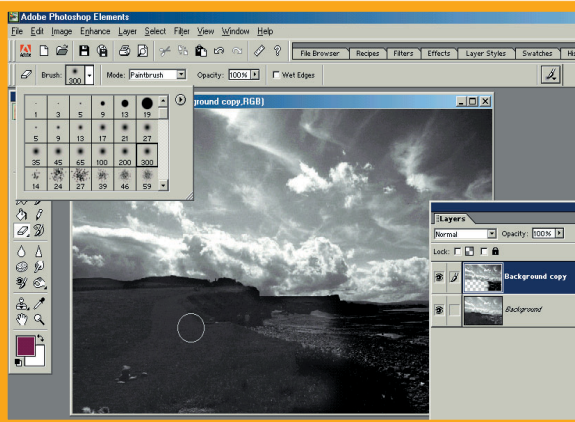 Adobe Photoshop Elements
File Edit Image Enhance Layer Select Filter View Window Help
File Browser Recipes Filters Effects Layer Styles Swatches His
Brush: 300 Mode: Paintbrush Opacity: 100% Wet Edges
ground copy,RGB)
1 3 5 9 13 19
5 9 13 17 21 27
35 45 65 100 200 300
14 24 27 39 46 59
Layers
Normal Opacity: 100%
Lock:
Background copy
Background